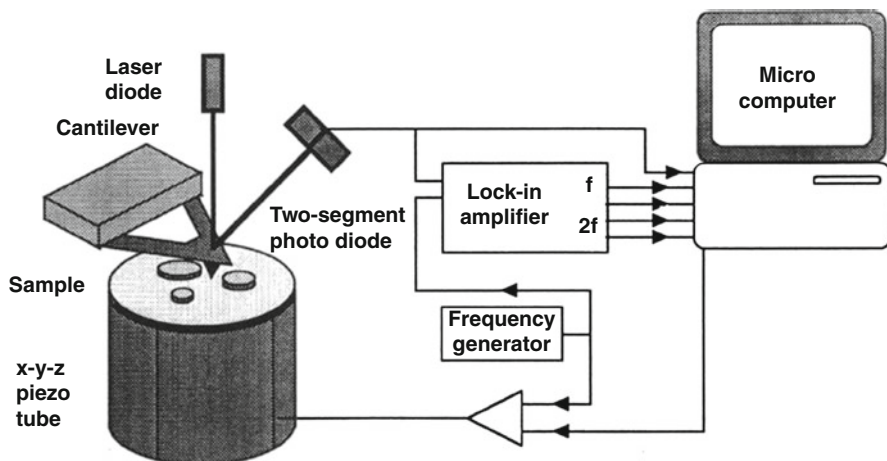 Laser
diode
Cantilever
Two-segment
photo diode
Sample
x-y-z
piezo
tube
Lock-in
amplifier
f
2f
Frequency
generator
Micro
computer